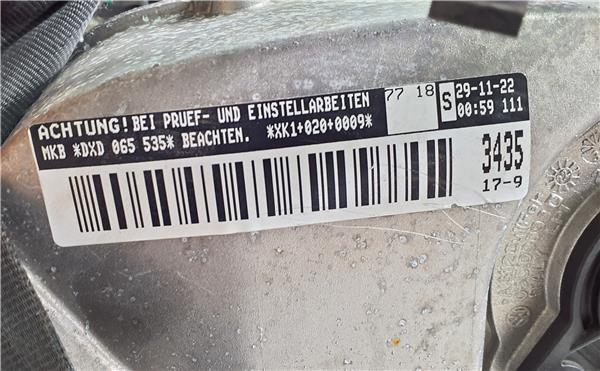 ACHTUNG! BEI PRUEF- UND EINSTELLARBEITEN
MKB *DXD 065 535* BEACHTEN. *XK1+020+0009*
77 18
S 29-11-22
00:59 111
3435
17-9